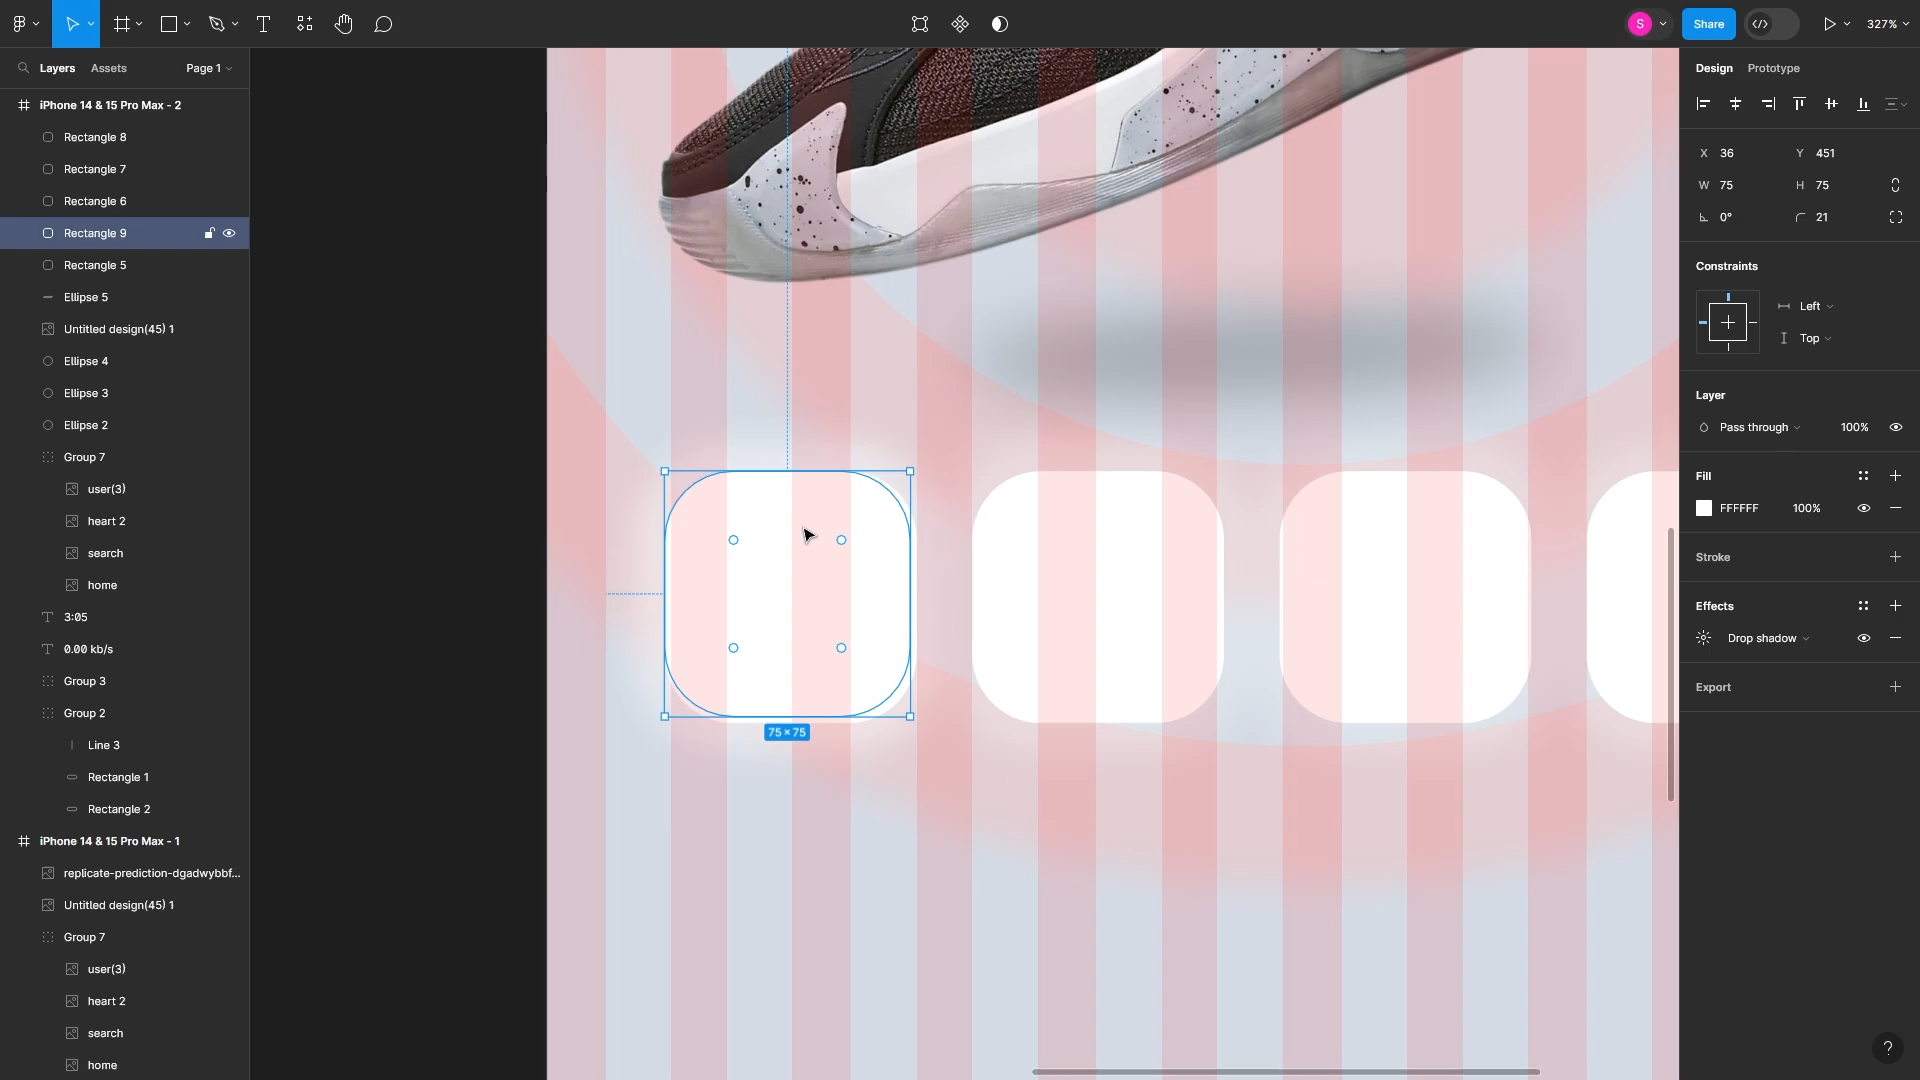 S
Share
327%
Layers
Assets
Page 1
iPhone 14 & 15 Pro Max - 2
Rectangle 8
Rectangle 7
Rectangle 6
Rectangle 9
Rectangle 5
Ellipse 5
Untitled design(45) 1
Ellipse 4
Ellipse 3
Ellipse 2
Group 7
user(3)
heart 2
search
home
3:05
0.00 kb/s
Group 3
Group 2
Line 3
Rectangle 1
Rectangle 2
iPhone 14 & 15 Pro Max - 1
replicate-prediction-dgadwybbf...
Untitled design(45) 1
Group 7
user(3)
heart 2
search
home
75 × 75
Design
Prototype
X 36
Y 451
W 75
H 75
0°
21
Constraints
Left
Top
Layer
Pass through
100%
Fill
FFFFFF
100%
Stroke
Effects
Drop shadow
Export
?